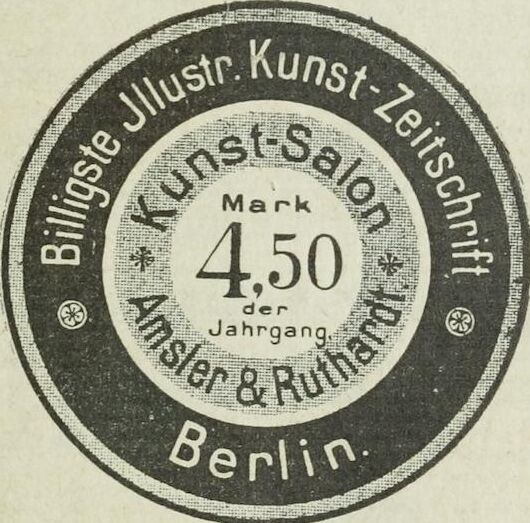 Billigste Jllustr. Kunst-Zeitschrift
Kunst-Salon
Mark
4,50
der
Jahrgang.
Amsler & Ruthardt.
Berlin.